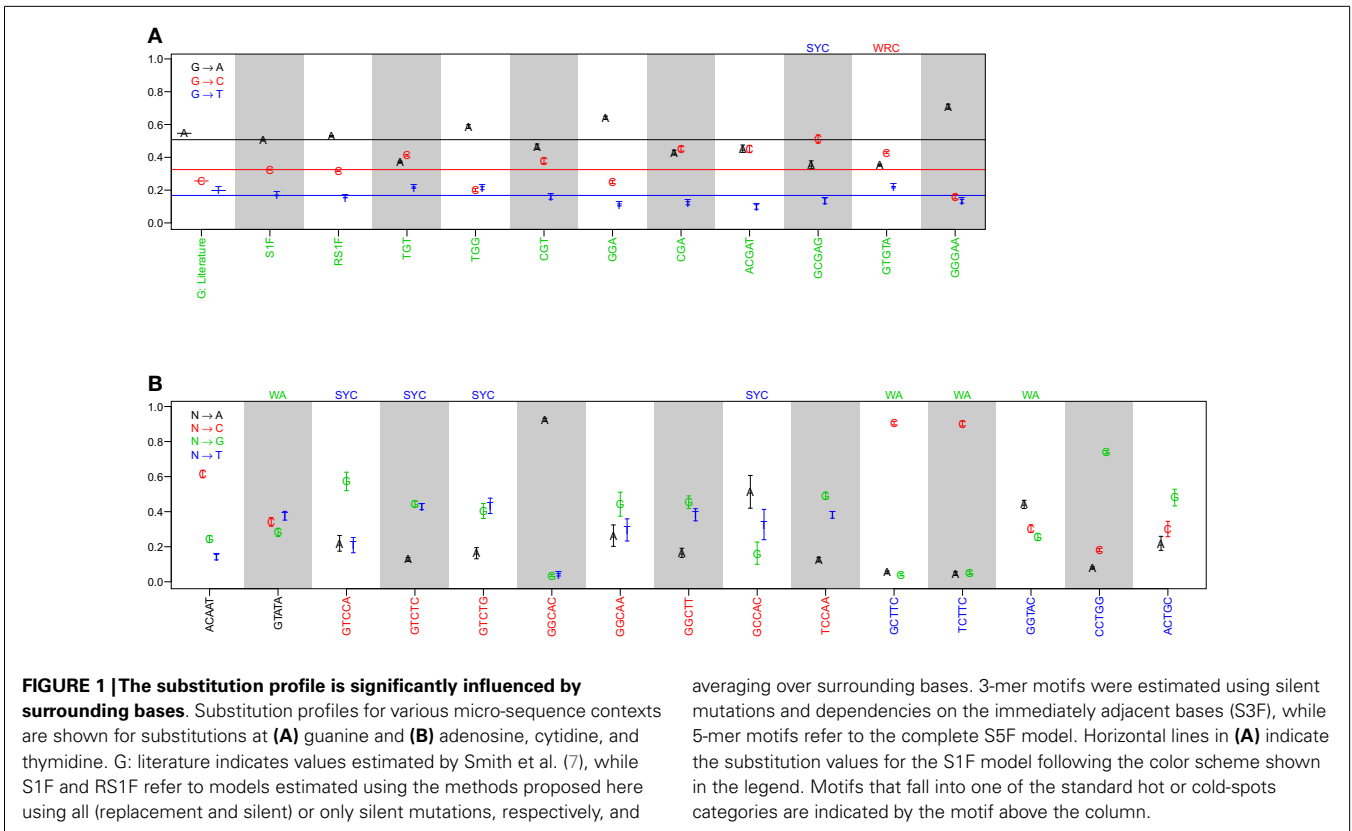 A
SYC WRC
1.0
0.8
0.6
0.4
0.2
0.0
G→A
G→C
G→T
A C T
A C T
A C T
A C T
A C T
A C T
A C T
A C T
A C T
A C T
A C T
A C T
G: Literature
S1F
RS1F
TGT
TGG
CGT
GGA
CGA
ACGAT
GCGAG
GTGTA
GGGAA
B
WA SYC SYC SYC SYC WA WA WA
1.0
0.8
0.6
0.4
0.2
0.0
N→A
N→C
N→G
N→T
C G T
C G T
A G T
A G T
A G T
A G T
A G T
A G T
A G T
A G T
A C G
A C G
A C G
A C G
A C G
ACAAT
GTATA
GTCCA
GTCTC
GTCTG
GGCAC
GGCAA
GGCTT
GCCAC
TCCAA
GCTTC
TCTTC
GGTAC
CCTGG
ACTGC
FIGURE 1 | The substitution profile is significantly influenced by
surrounding bases. Substitution profiles for various micro-sequence contexts
are shown for substitutions at (A) guanine and (B) adenosine, cytidine, and
thymidine. G: literature indicates values estimated by Smith et al. (7), while
S1F and RS1F refer to models estimated using the methods proposed here
using all (replacement and silent) or only silent mutations, respectively, and
averaging over surrounding bases. 3-mer motifs were estimated using silent
mutations and dependencies on the immediately adjacent bases (S3F), while
5-mer motifs refer to the complete S5F model. Horizontal lines in (A) indicate
the substitution values for the S1F model following the color scheme shown
in the legend. Motifs that fall into one of the standard hot or cold-spots
categories are indicated by the motif above the column.